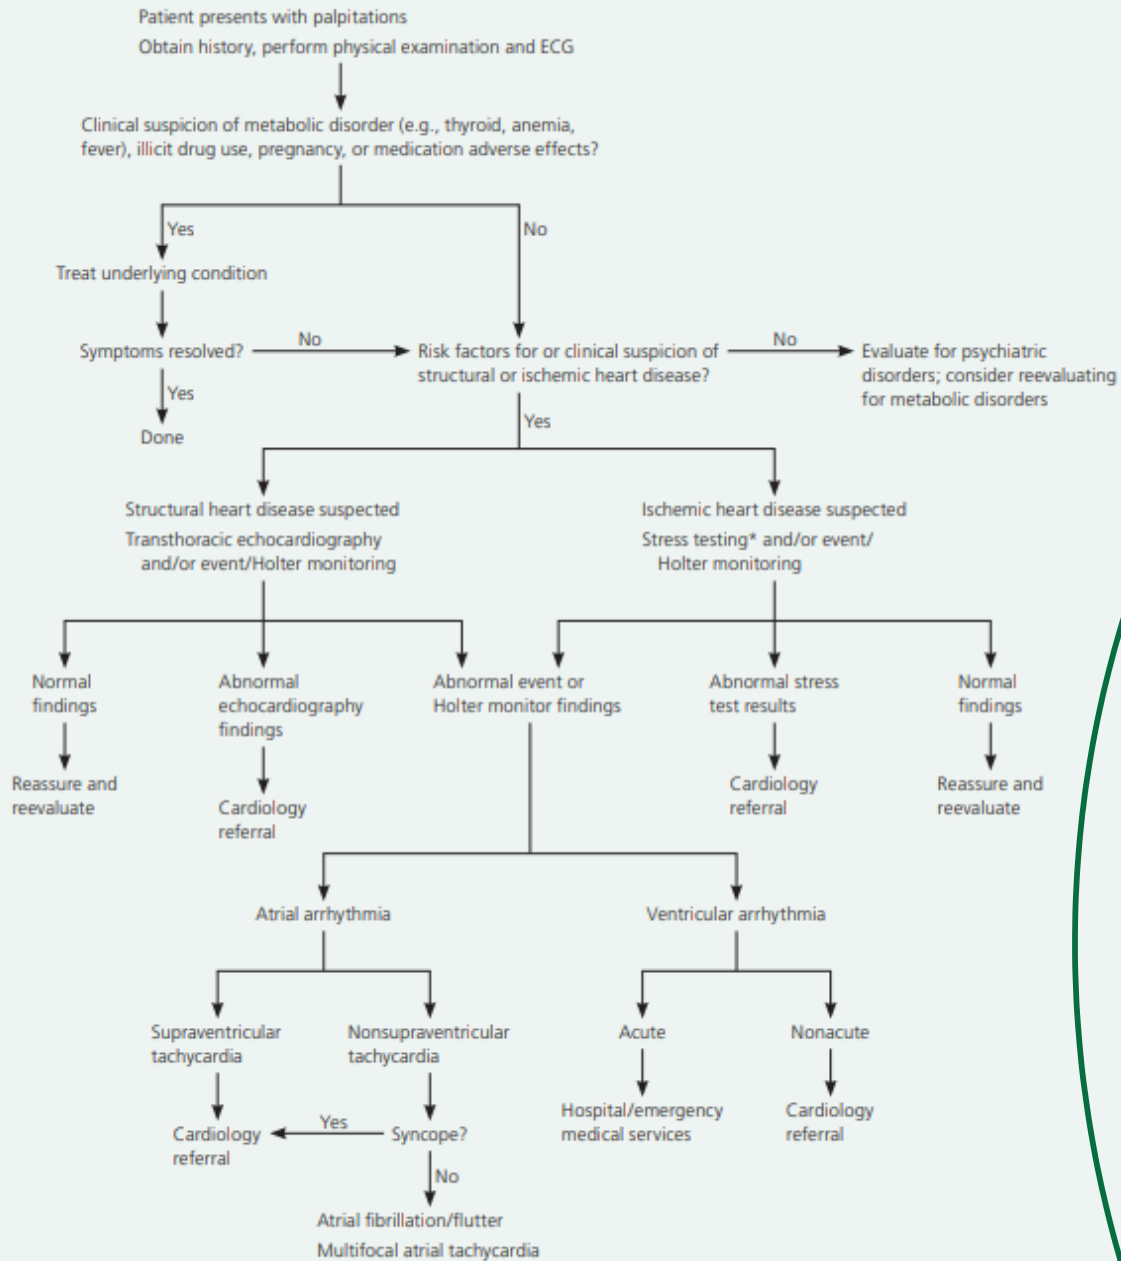 Patient presents with palpitations
Obtain history, perform physical examination and ECG
Clinical suspicion of metabolic disorder (e.g., thyroid, anemia,
fever), illicit drug use, pregnancy, or medication adverse effects?
Yes
No
Treat underlying condition
Symptoms resolved?
No
Risk factors for or clinical suspicion of
structural or ischemic heart disease?
No
Evaluate for psychiatric
disorders; consider reevaluating
for metabolic disorders
Yes
Done
Yes
Structural heart disease suspected
Transthoracic echocardiography
and/or event/Holter monitoring
Ischemic heart disease suspected
Stress testing* and/or event/
Holter monitoring
Normal
findings
Abnormal
echocardiography
findings
Abnormal event or
Holter monitor findings
Abnormal stress
test results
Normal
findings
Reassure and
reevaluate
Cardiology
referral
Cardiology
referral
Reassure and
reevaluate
Atrial arrhythmia
Ventricular arrhythmia
Supraventricular
tachycardia
Nonsupraventricular
tachycardia
Acute
Nonacute
Cardiology
referral
Yes
Syncope?
Hospital/emergency
medical services
Cardiology
referral
No
Atrial fibrillation/flutter
Multifocal atrial tachycardia